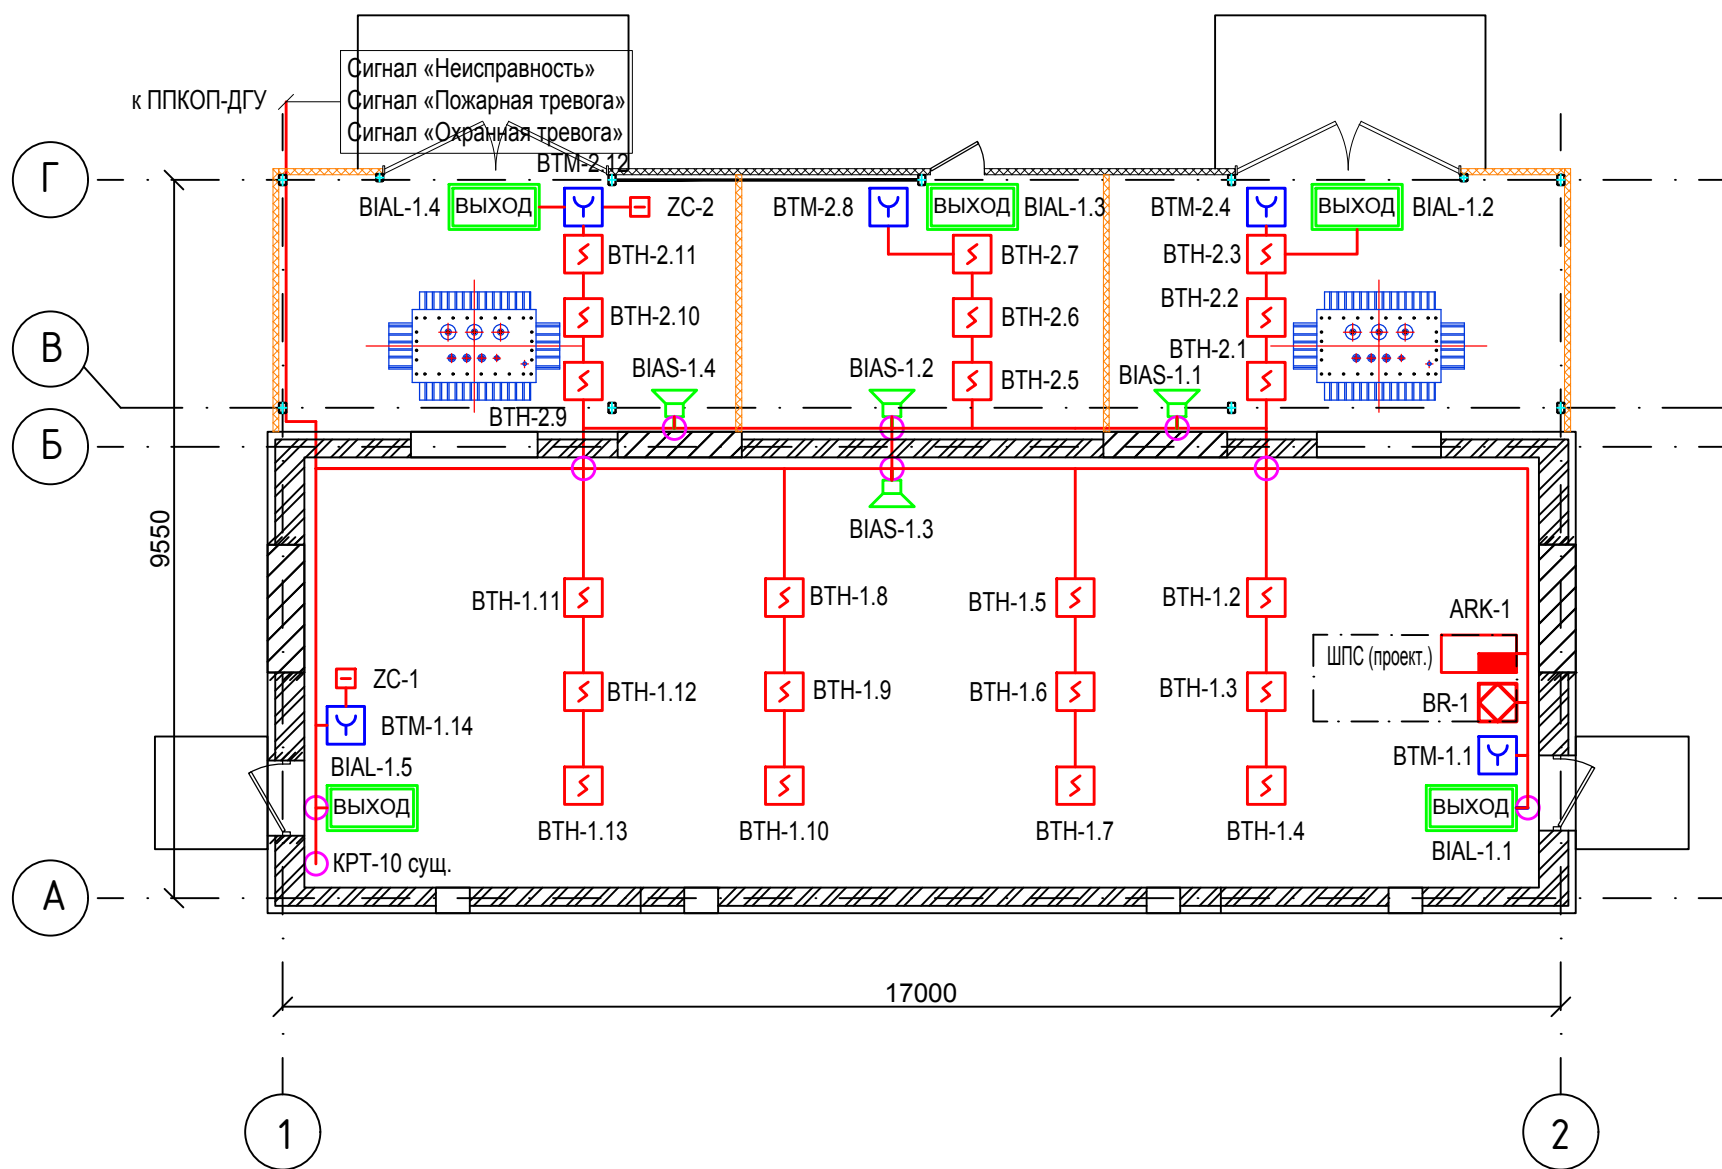 Сигнал «Неисправность»
к ППКОП-ДГУ
Сигнал «Пожарная тревога»
Сигнал «Охранная тревога»
BTM-2.12
Г
BIAL-1.4
ВЫХОД
ZC-2
BTM-2.8
ВЫХОД
BIAL-1.3
BTM-2.4
ВЫХОД
BIAL-1.2
BTH-2.11
BTH-2.7
BTH-2.3
BTH-2.10
BTH-2.6
BTH-2.2
В
BTH-2.1
BIAS-1.4
BIAS-1.2
BTH-2.5
BIAS-1.1
BTH-2.9
Б
BIAS-1.3
9550
BTH-1.11
BTH-1.8
BTH-1.5
BTH-1.2
ARK-1
ШПС (проект.)
ZC-1
BTH-1.12
BTH-1.9
BTH-1.6
BTH-1.3
BR-1
BTM-1.14
BTM-1.1
BIAL-1.5
ВЫХОД
ВЫХОД
BTH-1.13
BTH-1.10
BTH-1.7
BTH-1.4
BIAL-1.1
КРТ-10 сущ.
А
17000
1
2